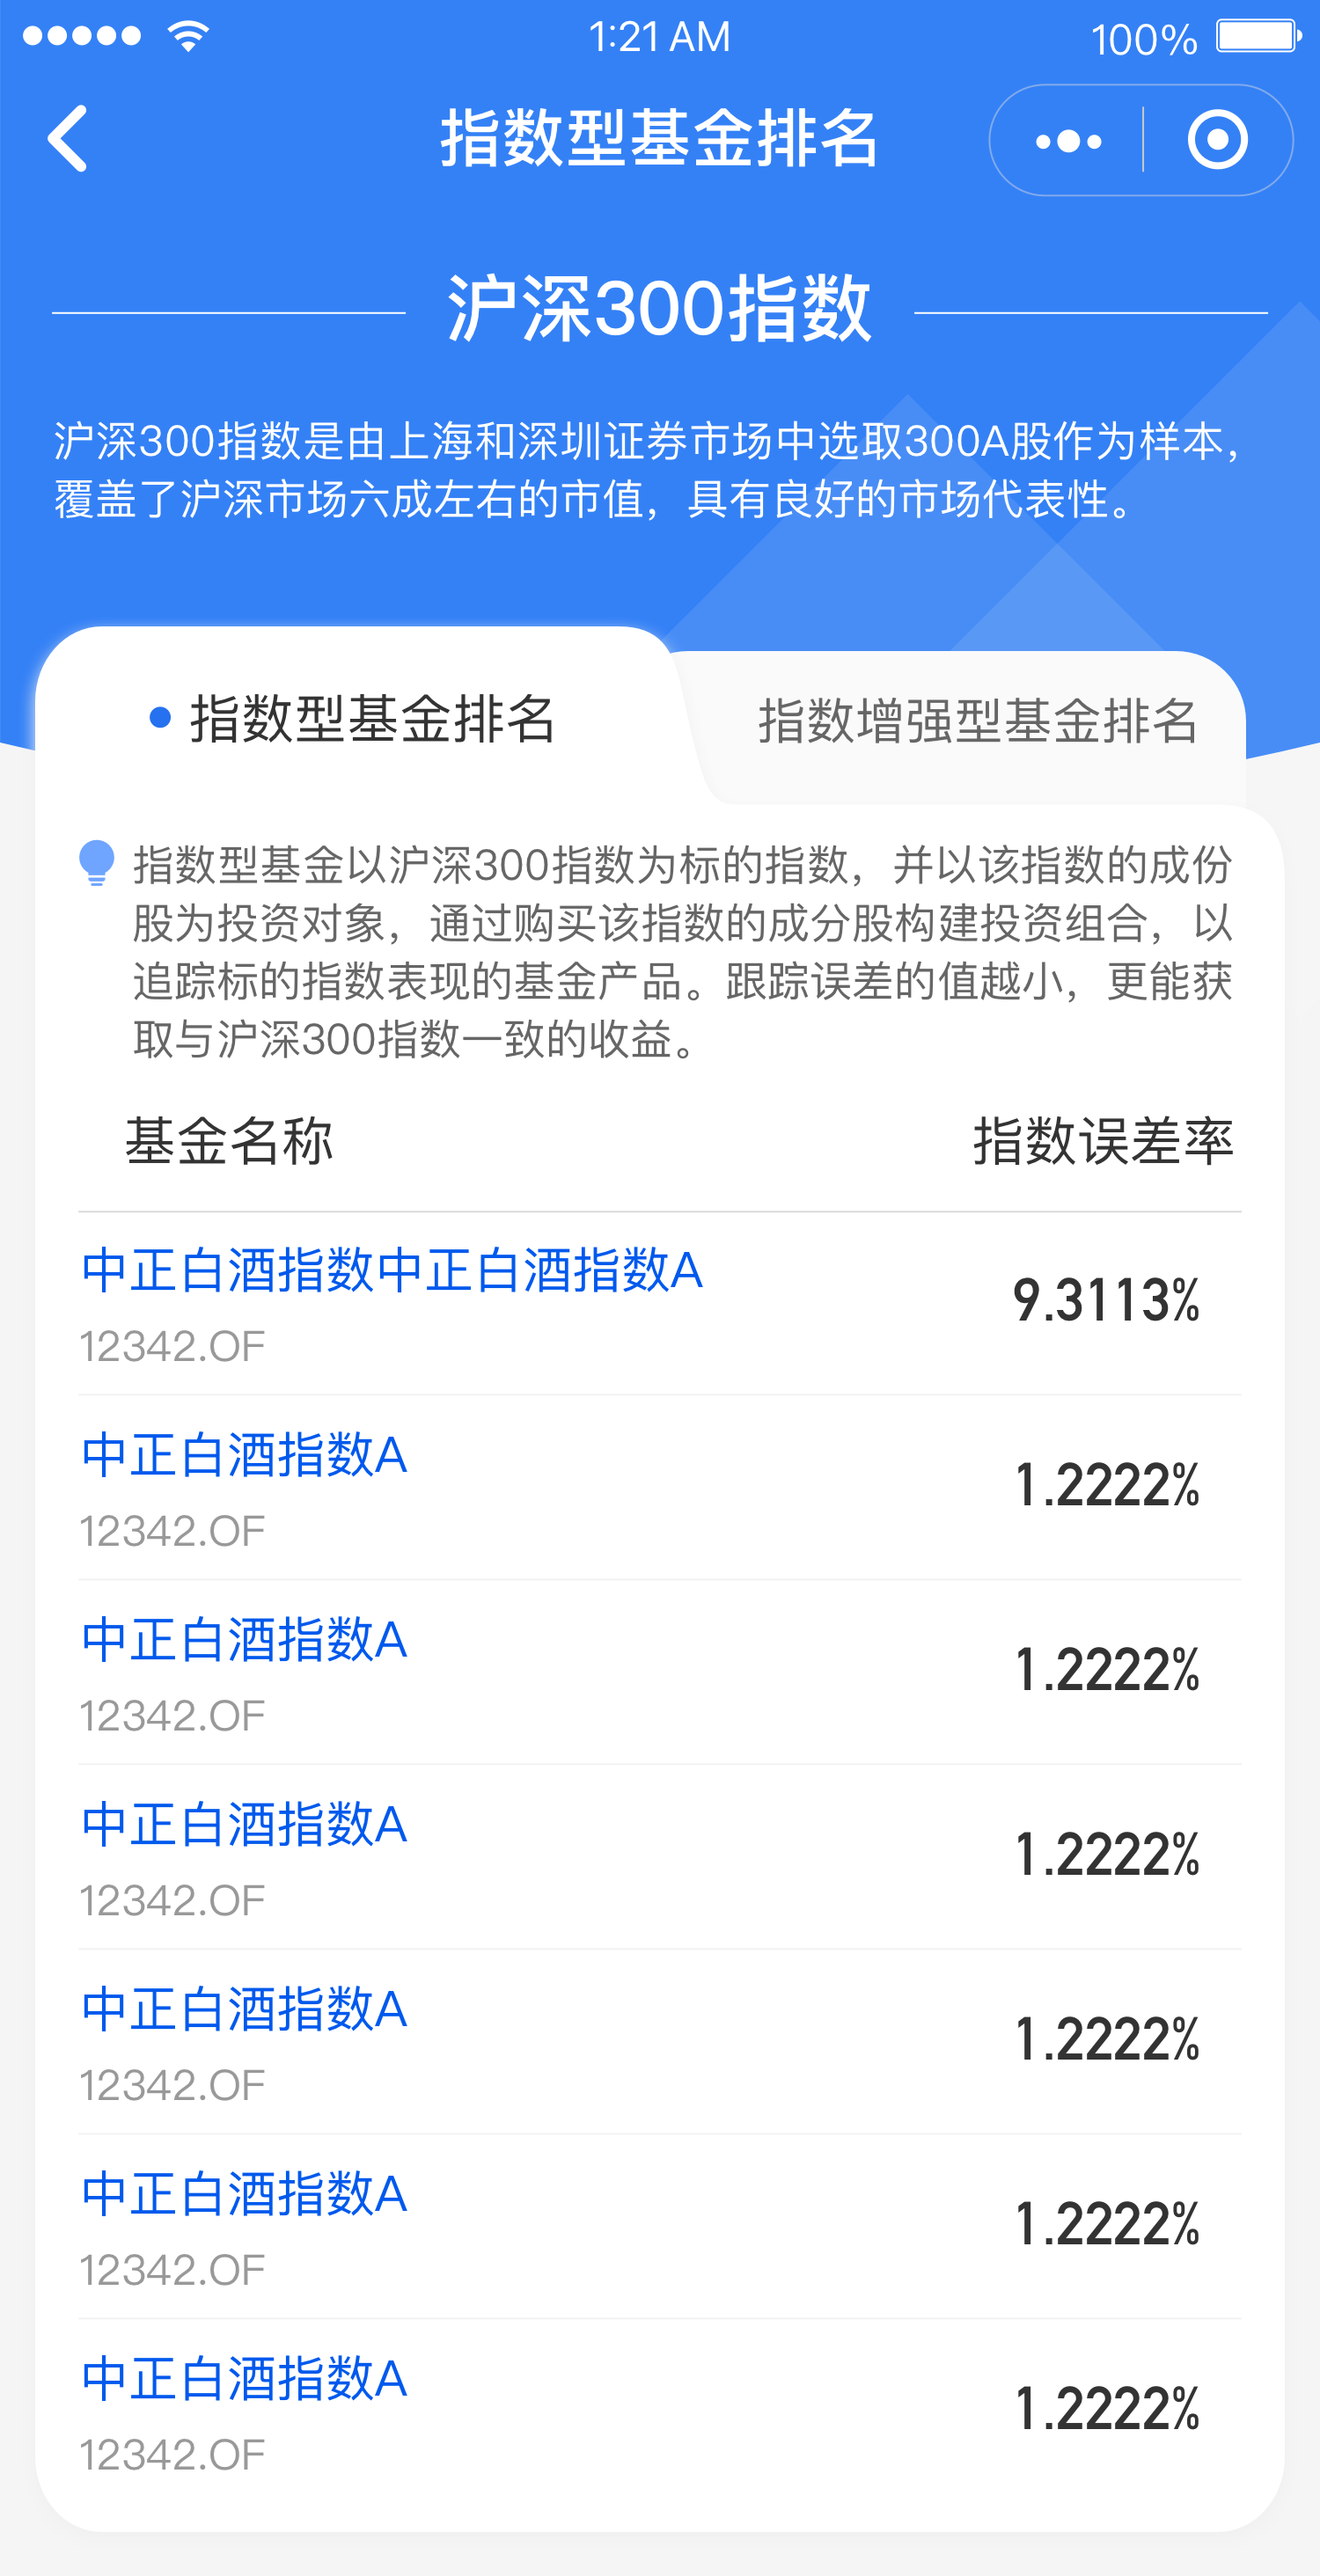 1:21 AM
100%
指数型基金排名
沪深300指数
沪深300指数是由上海和深圳证券市场中选取300A股作为样本，
覆盖了沪深市场六成左右的市值，具有良好的市场代表性。
指数型基金排名
指数增强型基金排名
指数型基金以沪深300指数为标的指数，并以该指数的成份
股为投资对象，通过购买该指数的成分股构建投资组合，以
追踪标的指数表现的基金产品。跟踪误差的值越小，更能获
取与沪深300指数一致的收益。
基金名称 指数误差率
中正白酒指数中正白酒指数A
9.3113%
12342.OF
中正白酒指数A
1.2222%
12342.OF
中正白酒指数A
1.2222%
12342.OF
中正白酒指数A
1.2222%
12342.OF
中正白酒指数A
1.2222%
12342.OF
中正白酒指数A
1.2222%
12342.OF
中正白酒指数A
1.2222%
12342.OF